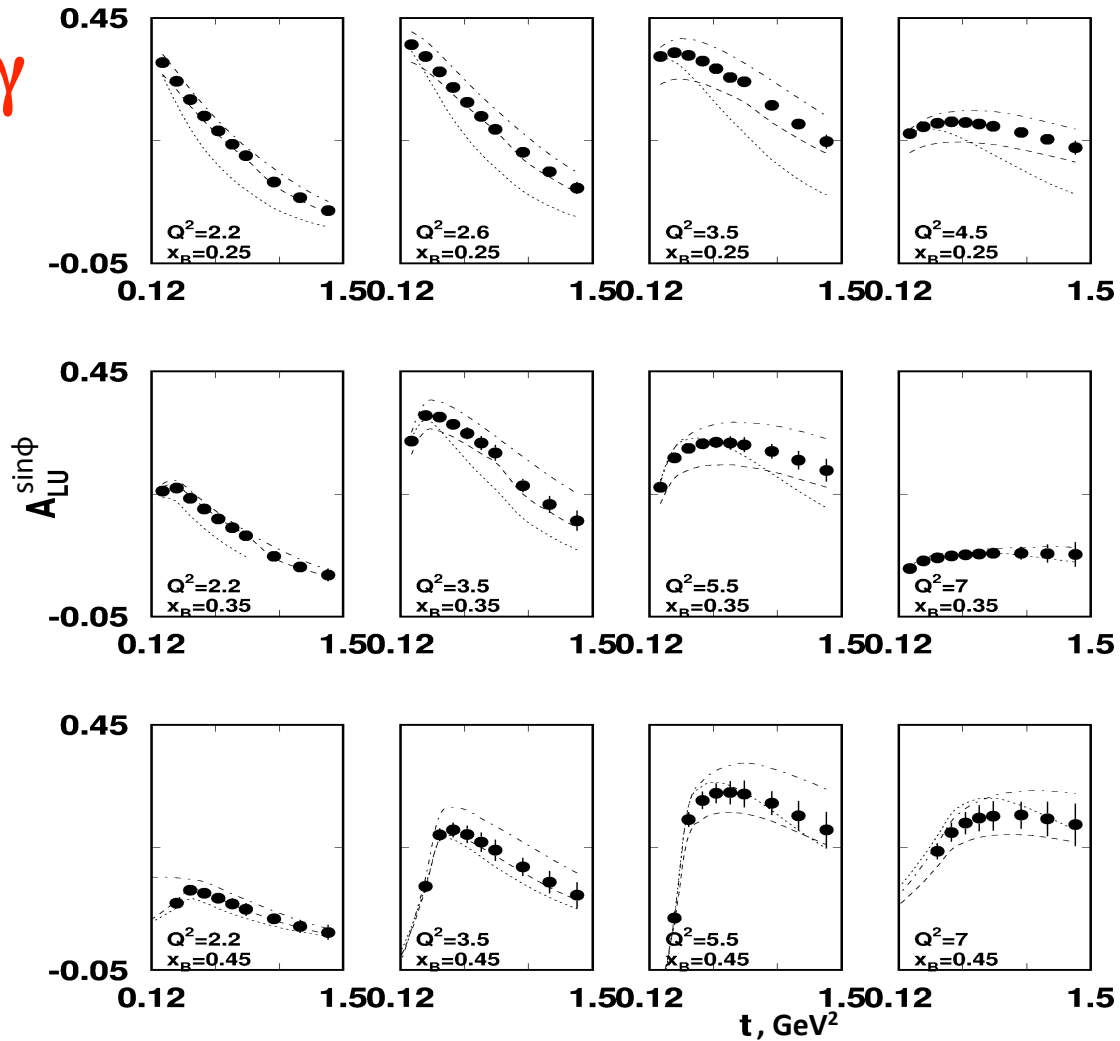 γ
0.45
-0.05
Q²=2.2
x_B=0.25
Q²=2.6
x_B=0.25
Q²=3.5
x_B=0.25
Q²=4.5
x_B=0.25
0.12 1.50.12 1.50.12 1.50.12 1.5
0.45
-0.05
A_LU^sinϕ
Q²=2.2
x_B=0.35
Q²=3.5
x_B=0.35
Q²=5.5
x_B=0.35
Q²=7
x_B=0.35
0.12 1.50.12 1.50.12 1.50.12 1.5
0.45
-0.05
Q²=2.2
x_B=0.45
Q²=3.5
x_B=0.45
Q²=5.5
x_B=0.45
Q²=7
x_B=0.45
0.12 1.50.12 1.50.12 1.50.12 1.5
t, GeV²